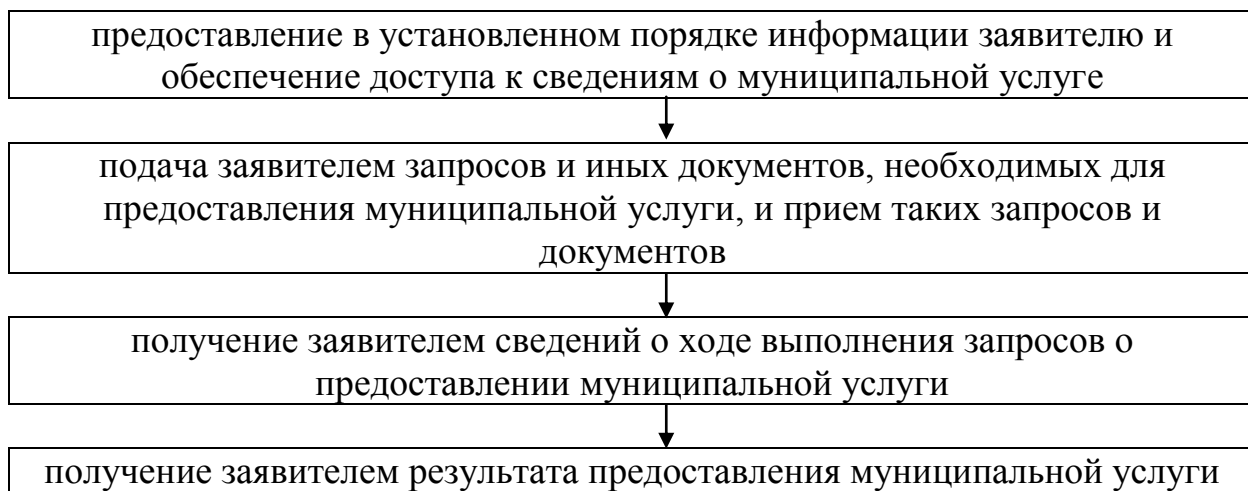 предоставление в установленном порядке информации заявителю и
обеспечение доступа к сведениям о муниципальной услуге
подача заявителем запросов и иных документов, необходимых для
предоставления муниципальной услуги, и прием таких запросов и
документов
получение заявителем сведений о ходе выполнения запросов о
предоставлении муниципальной услуги
получение заявителем результата предоставления муниципальной услуги